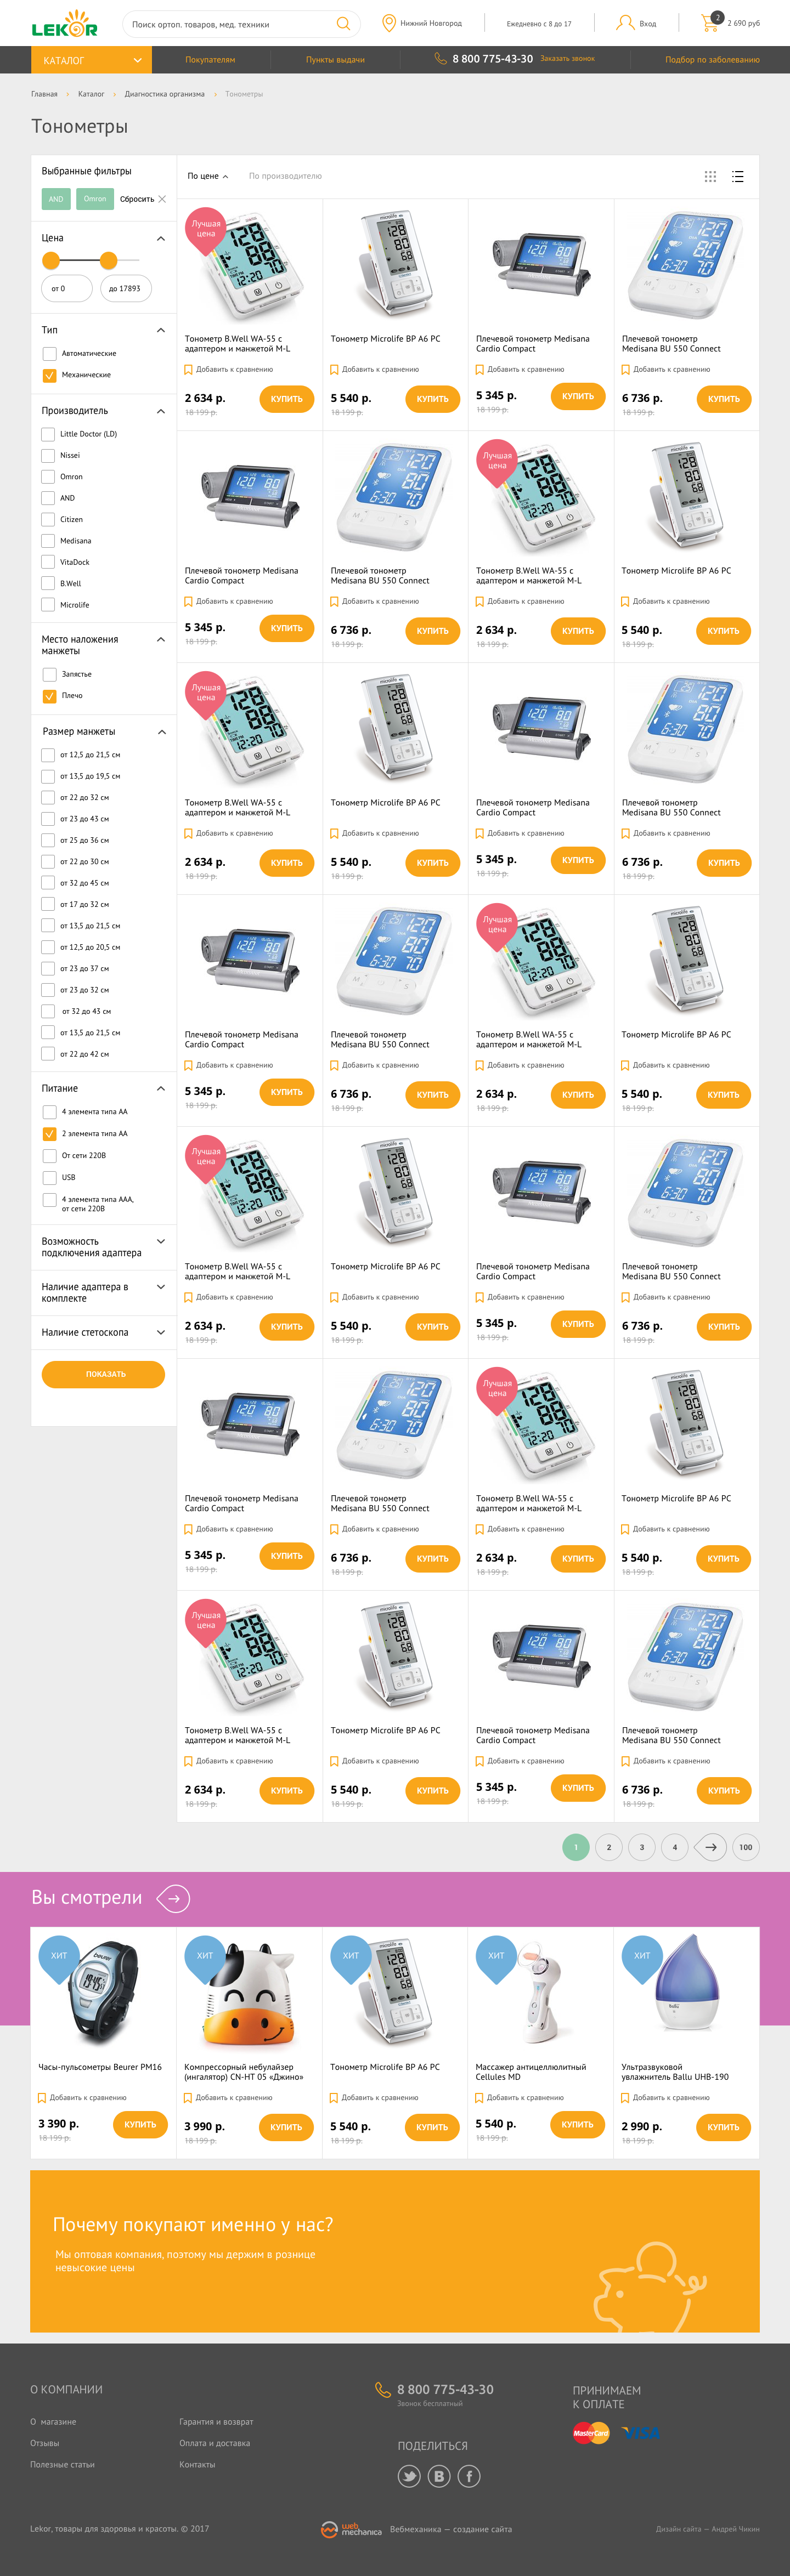 LEKOR
Поиск ортоп. товаров, мед. техники
Нижний Новгород
Ежедневно с 8 до 17
Вход
2
2 690 руб
КАТАЛОГ
Покупателям
Пункты выдачи
8 800 775-43-30
Заказать звонок
Подбор по заболеванию
Главная
Каталог
Диагностика организма
Тонометры
Тонометры
Выбранные фильтры
AND
Omron
Сбросить
Цена
от 0
до 17893
Тип
Автоматические
Механические
Производитель
Little Doctor (LD)
Nissei
Omron
AND
Citizen
Medisana
VitaDock
B.Well
Microlife
Место наложения
манжеты
Запястье
Плечо
Размер манжеты
от 12,5 до 21,5 см
от 13,5 до 19,5 см
от 22 до 32 см
от 23 до 43 см
от 25 до 36 см
от 22 до 30 см
от 32 до 45 см
от 17 до 32 см
от 13,5 до 21,5 см
от 12,5 до 20,5 см
от 23 до 37 см
от 23 до 32 см
от 32 до 43 см
от 13,5 до 21,5 см
от 22 до 42 см
Питание
4 элемента типа АА
2 элемента типа АА
От сети 220В
USB
4 элемента типа ААА,
от сети 220В
Возможность
подключения адаптера
Наличие адаптера в
комплекте
Наличие стетоскопа
ПОКАЗАТЬ
По цене
По производителю
Лучшая
цена
Тонометр B.Well WA-55 с
адаптером и манжетой M-L
Добавить к сравнению
2 634 р.
18 199 р.
КУПИТЬ
Тонометр Microlife BP A6 PC
Добавить к сравнению
5 540 р.
18 199 р.
КУПИТЬ
Плечевой тонометр Medisana
Cardio Compact
Добавить к сравнению
5 345 р.
18 199 р.
КУПИТЬ
Плечевой тонометр
Medisana BU 550 Connect
Добавить к сравнению
6 736 р.
18 199 р.
КУПИТЬ
Плечевой тонометр Medisana
Cardio Compact
Добавить к сравнению
5 345 р.
18 199 р.
КУПИТЬ
Плечевой тонометр
Medisana BU 550 Connect
Добавить к сравнению
6 736 р.
18 199 р.
КУПИТЬ
Лучшая
цена
Тонометр B.Well WA-55 с
адаптером и манжетой M-L
Добавить к сравнению
2 634 р.
18 199 р.
КУПИТЬ
Тонометр Microlife BP A6 PC
Добавить к сравнению
5 540 р.
18 199 р.
КУПИТЬ
Лучшая
цена
Тонометр B.Well WA-55 с
адаптером и манжетой M-L
Добавить к сравнению
2 634 р.
18 199 р.
КУПИТЬ
Тонометр Microlife BP A6 PC
Добавить к сравнению
5 540 р.
18 199 р.
КУПИТЬ
Плечевой тонометр Medisana
Cardio Compact
Добавить к сравнению
5 345 р.
18 199 р.
КУПИТЬ
Плечевой тонометр
Medisana BU 550 Connect
Добавить к сравнению
6 736 р.
18 199 р.
КУПИТЬ
Плечевой тонометр Medisana
Cardio Compact
Добавить к сравнению
5 345 р.
18 199 р.
КУПИТЬ
Плечевой тонометр
Medisana BU 550 Connect
Добавить к сравнению
6 736 р.
18 199 р.
КУПИТЬ
Лучшая
цена
Тонометр B.Well WA-55 с
адаптером и манжетой M-L
Добавить к сравнению
2 634 р.
18 199 р.
КУПИТЬ
Тонометр Microlife BP A6 PC
Добавить к сравнению
5 540 р.
18 199 р.
КУПИТЬ
Лучшая
цена
Тонометр B.Well WA-55 с
адаптером и манжетой M-L
Добавить к сравнению
2 634 р.
18 199 р.
КУПИТЬ
Тонометр Microlife BP A6 PC
Добавить к сравнению
5 540 р.
18 199 р.
КУПИТЬ
Плечевой тонометр Medisana
Cardio Compact
Добавить к сравнению
5 345 р.
18 199 р.
КУПИТЬ
Плечевой тонометр
Medisana BU 550 Connect
Добавить к сравнению
6 736 р.
18 199 р.
КУПИТЬ
Плечевой тонометр Medisana
Cardio Compact
Добавить к сравнению
5 345 р.
18 199 р.
КУПИТЬ
Плечевой тонометр
Medisana BU 550 Connect
Добавить к сравнению
6 736 р.
18 199 р.
КУПИТЬ
Лучшая
цена
Тонометр B.Well WA-55 с
адаптером и манжетой M-L
Добавить к сравнению
2 634 р.
18 199 р.
КУПИТЬ
Тонометр Microlife BP A6 PC
Добавить к сравнению
5 540 р.
18 199 р.
КУПИТЬ
Лучшая
цена
Тонометр B.Well WA-55 с
адаптером и манжетой M-L
Добавить к сравнению
2 634 р.
18 199 р.
КУПИТЬ
Тонометр Microlife BP A6 PC
Добавить к сравнению
5 540 р.
18 199 р.
КУПИТЬ
Плечевой тонометр Medisana
Cardio Compact
Добавить к сравнению
5 345 р.
18 199 р.
КУПИТЬ
Плечевой тонометр
Medisana BU 550 Connect
Добавить к сравнению
6 736 р.
18 199 р.
КУПИТЬ
1
2
3
4
100
Вы смотрели
ХИТ
Часы-пульсометры Beurer PM16
Добавить к сравнению
3 390 р.
18 199 р.
КУПИТЬ
ХИТ
Компрессорный небулайзер
(ингалятор) CN-HT 05 «Джино»
Добавить к сравнению
3 990 р.
18 199 р.
КУПИТЬ
ХИТ
Тонометр Microlife BP A6 PC
Добавить к сравнению
5 540 р.
18 199 р.
КУПИТЬ
ХИТ
Массажер антицеллюлитный
Cellules MD
Добавить к сравнению
5 540 р.
18 199 р.
КУПИТЬ
ХИТ
Ультразвуковой
увлажнитель Ballu UHB-190
Добавить к сравнению
2 990 р.
18 199 р.
КУПИТЬ
Почему покупают именно у нас?
Мы оптовая компания, поэтому мы держим в рознице
невысокие цены
О КОМПАНИИ
О магазине
Отзывы
Полезные статьи
Гарантия и возврат
Оплата и доставка
Контакты
8 800 775-43-30
Звонок бесплатный
ПОДЕЛИТЬСЯ
ПРИНИМАЕМ
К ОПЛАТЕ
MasterCard
VISA
Lekor, товары для здоровья и красоты. © 2017
web
mechanica
Вебмеханика — создание сайта
Дизайн сайта — Андрей Чикин